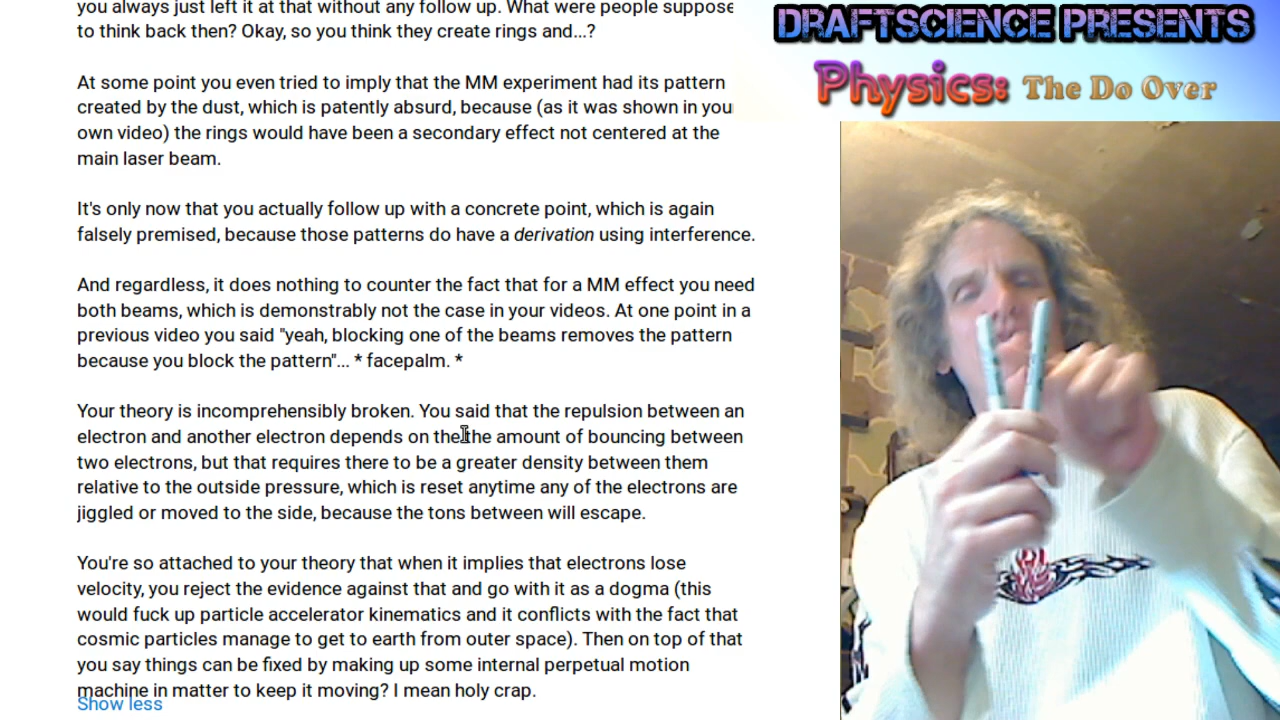 you always just left it at that without any follow up. What were people suppose
to think back then? Okay, so you think they create rings and...?
At some point you even tried to imply that the MM experiment had its pattern
created by the dust, which is patently absurd, because (as it was shown in you
own video) the rings would have been a secondary effect not centered at the
main laser beam.
It's only now that you actually follow up with a concrete point, which is again
falsely premised, because those patterns do have a derivation using interference.
And regardless, it does nothing to counter the fact that for a MM effect you need
both beams, which is demonstrably not the case in your videos. At one point in a
previous video you said "yeah, blocking one of the beams removes the pattern
because you block the pattern"... * facepalm. *
Your theory is incomprehensibly broken. You said that the repulsion between an
electron and another electron depends on the the amount of bouncing between
two electrons, but that requires there to be a greater density between them
relative to the outside pressure, which is reset anytime any of the electrons are
jiggled or moved to the side, because the tons between will escape.
You're so attached to your theory that when it implies that electrons lose
velocity, you reject the evidence against that and go with it as a dogma (this
would fuck up particle accelerator kinematics and it conflicts with the fact that
cosmic particles manage to get to earth from outer space). Then on top of that
you say things can be fixed by making up some internal perpetual motion
machine in matter to keep it moving? I mean holy crap.
Show less
DRAFTSCIENCE PRESENTS
Physics: The Do Over